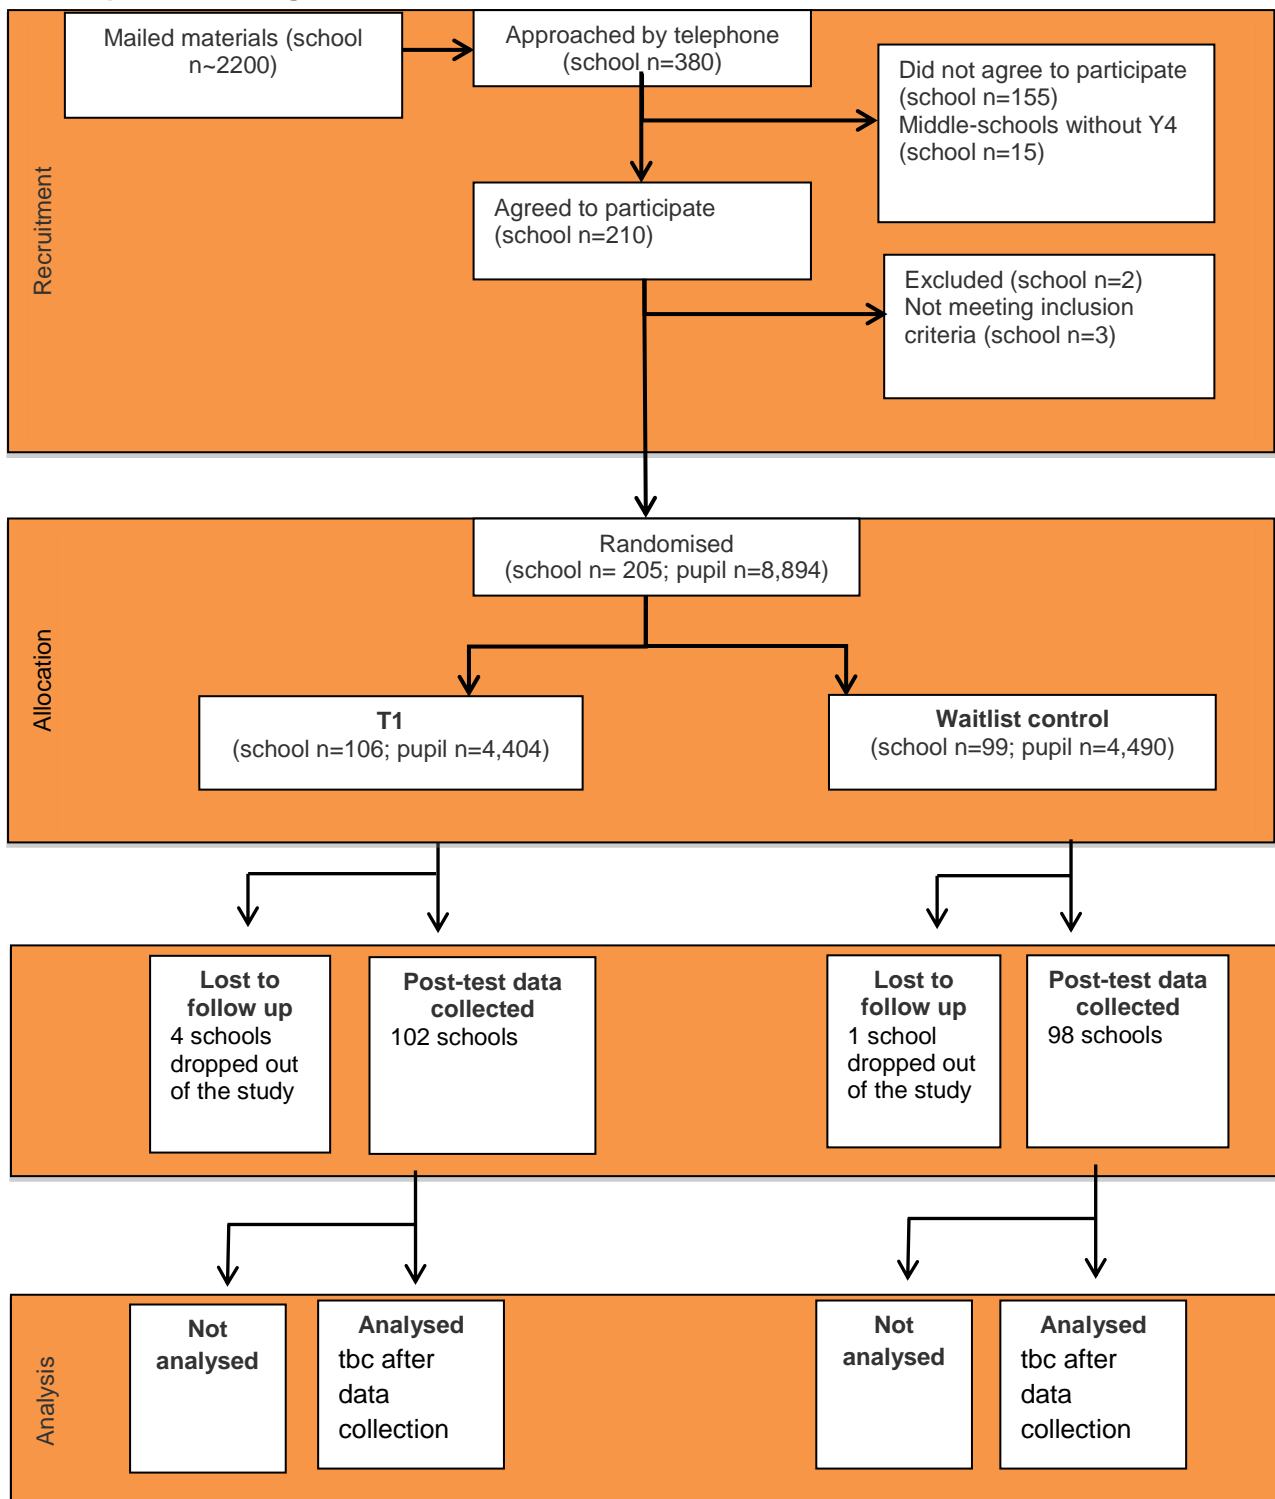 Mailed materials (school
n~2200)
Approached by telephone
(school n=380)
Did not agree to participate
(school n=155)
Middle-schools without Y4
(school n=15)
Agreed to participate
(school n=210)
Excluded (school n=2)
Not meeting inclusion
criteria (school n=3)
Recruitment
Randomised
(school n= 205; pupil n=8,894)
Allocation
T1
(school n=106; pupil n=4,404)
Waitlist control
(school n=99; pupil n=4,490)
Lost to
follow up
4 schools
dropped out
of the study
Post-test data
collected
102 schools
Lost to
follow up
1 school
dropped out
of the study
Post-test data
collected
98 schools
Analysis
Not
analysed
Analysed
tbc after
data
collection
Not
analysed
Analysed
tbc after
data
collection